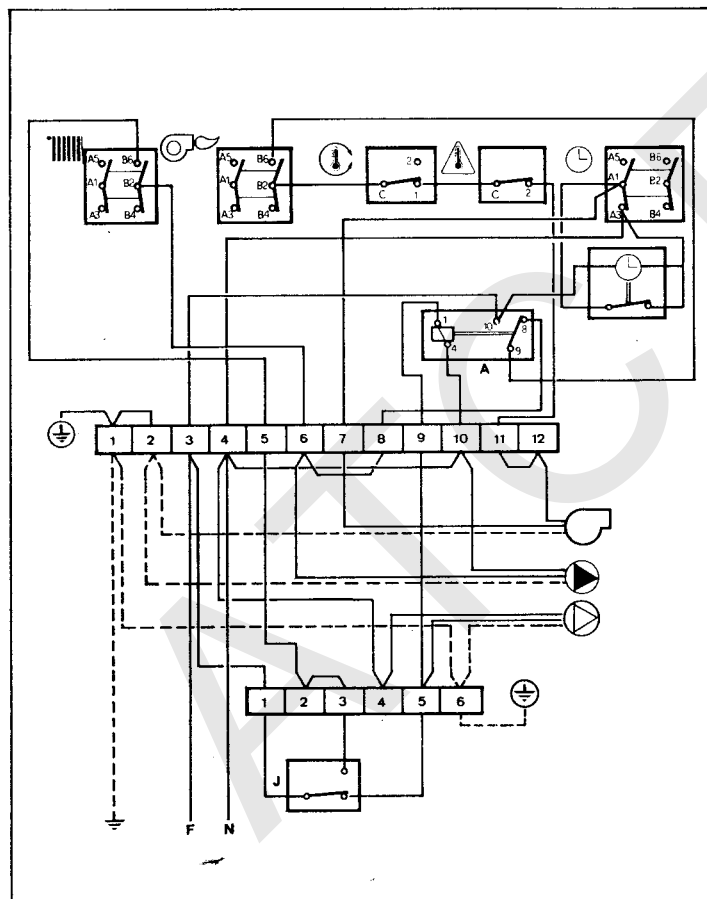 A5 B6 A5 B6 2 A5 B6
A1 B2 A1 B2 A1 B2
C 1 C 2
A3 B4 A3 B4 A3 B4
1 10 8
4 9
A
1 2 3 4 5 6 7 8 9 10 11 12
1 2 3 4 5 6
J
F N
ATC